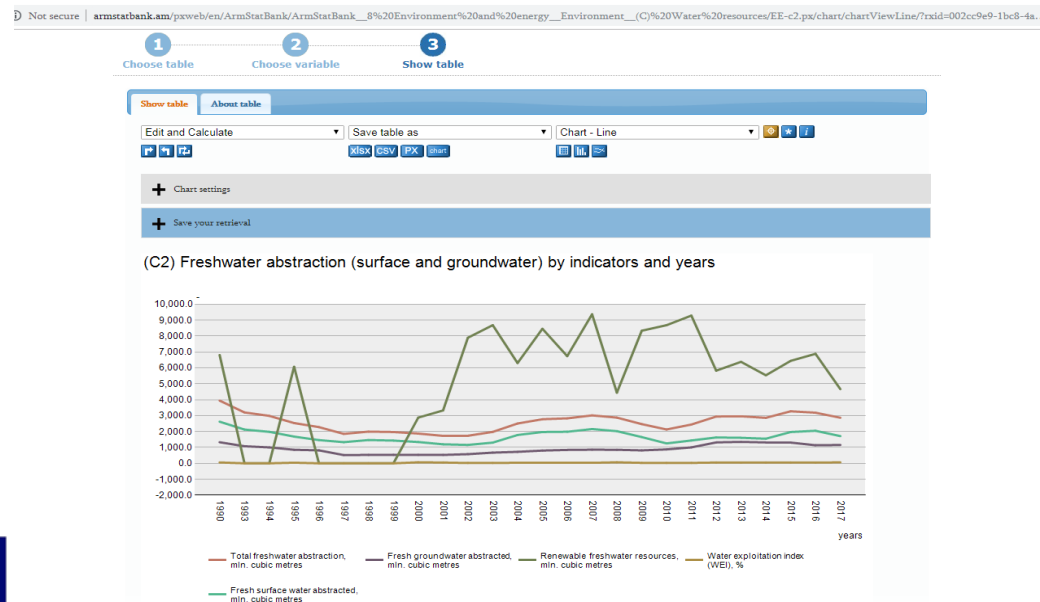 Not secure | armstatbank.am/pxweb/en/ArmStatBank/ArmStatBank__8%20Environment%20and%20energy__Environment__(C)%20Water%20resources/EE-c2.px/chart/chartViewLine/?rxid=002cc9e9-1bc8-4a...
1 2 3
Choose table Choose variable Show table
Show table About table
Edit and Calculate Save table as Chart - Line
xlsx CSV PX chart
Chart settings
Save your retrieval
(C2) Freshwater abstraction (surface and groundwater) by indicators and years
-
10,000.0
9,000.0
8,000.0
7,000.0
6,000.0
5,000.0
4,000.0
3,000.0
2,000.0
1,000.0
0.0
-1,000.0
-2,000.0
1990 1993 1994 1995 1996 1997 1998 1999 2000 2001 2002 2003 2004 2005 2006 2007 2008 2009 2010 2011 2012 2013 2014 2015 2016 2017
years
Total freshwater abstraction, mln. cubic metres
Fresh groundwater abstracted, mln. cubic metres
Renewable freshwater resources, mln. cubic metres
Water exploitation index (WEI), %
Fresh surface water abstracted, mln. cubic metres